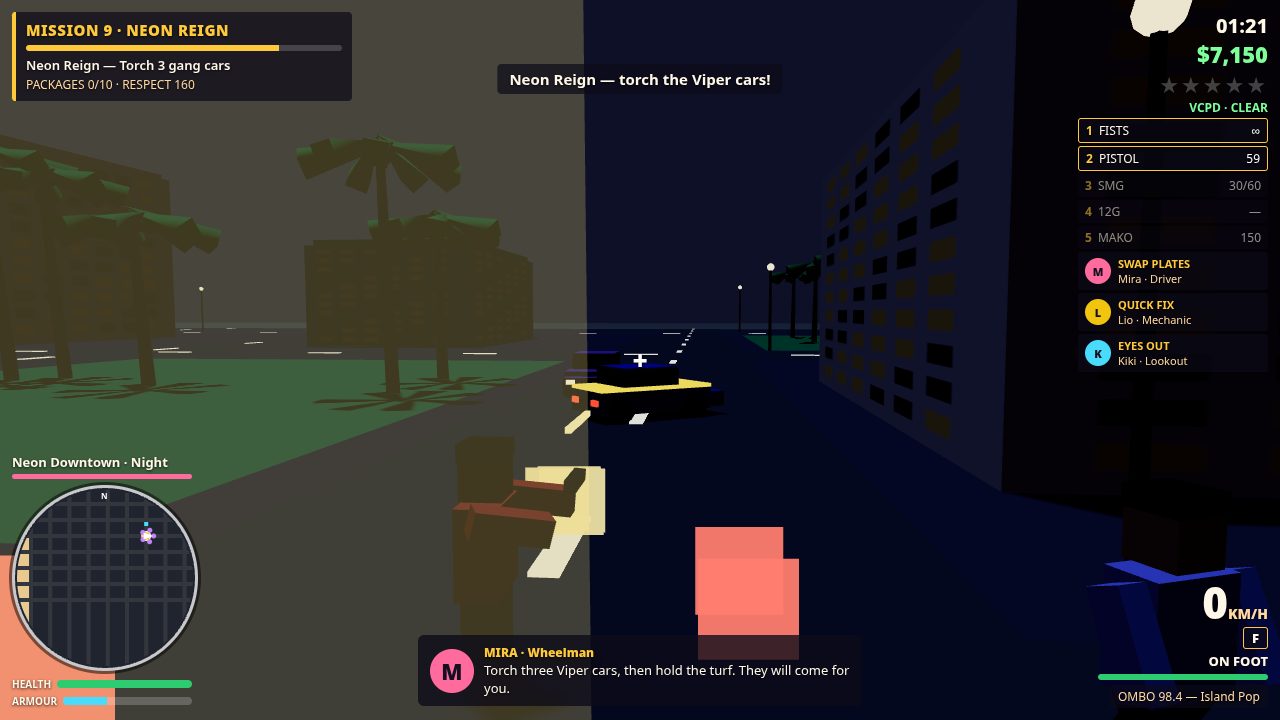 MISSION 9 · NEON REIGN
Neon Reign — Torch 3 gang cars
PACKAGES 0/10 · RESPECT 160
Neon Reign — torch the Viper cars!
01:21
$7,150
★★★★★
VCPD · CLEAR
1 FISTS ∞
2 PISTOL 59
3 SMG 30/60
4 12G —
5 MAKO 150
M
SWAP PLATES
Mira · Driver
L
QUICK FIX
Lio · Mechanic
K
EYES OUT
Kiki · Lookout
Neon Downtown · Night
N
HEALTH
ARMOUR
M
MIRA · Wheelman
Torch three Viper cars, then hold the turf. They will come for
you.
0 KM/H
F
ON FOOT
OMBO 98.4 — Island Pop